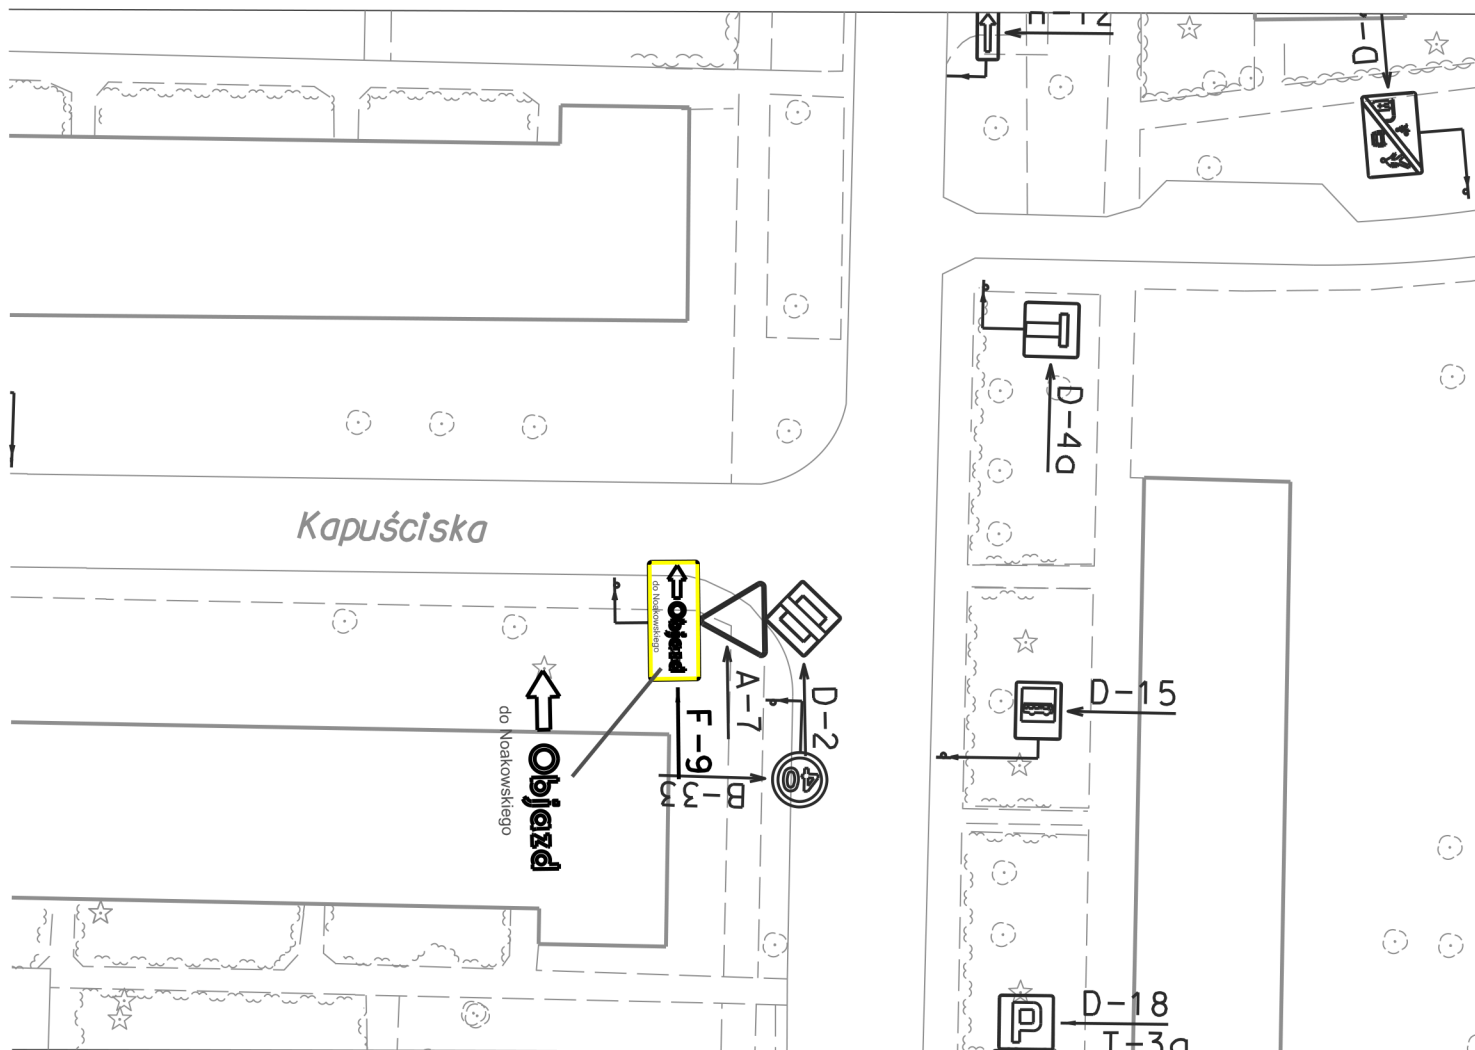 D-
Kapuściska
D-4a
Objazd
do Noakowskiego
A-7
D-2
F-9
B-33
40
D-15
Objazd
do Noakowskiego
P
D-18
T-3a